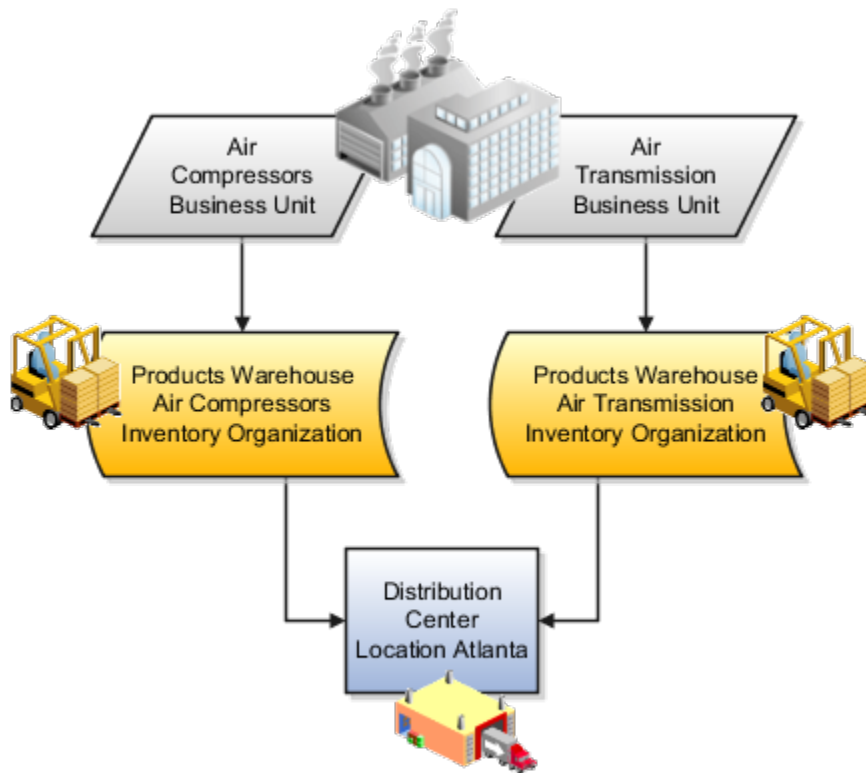 Air
Compressors
Business Unit
Air
Transmission
Business Unit
Products Warehouse
Air Compressors
Inventory Organization
Products Warehouse
Air Transmission
Inventory Organization
Distribution
Center
Location Atlanta